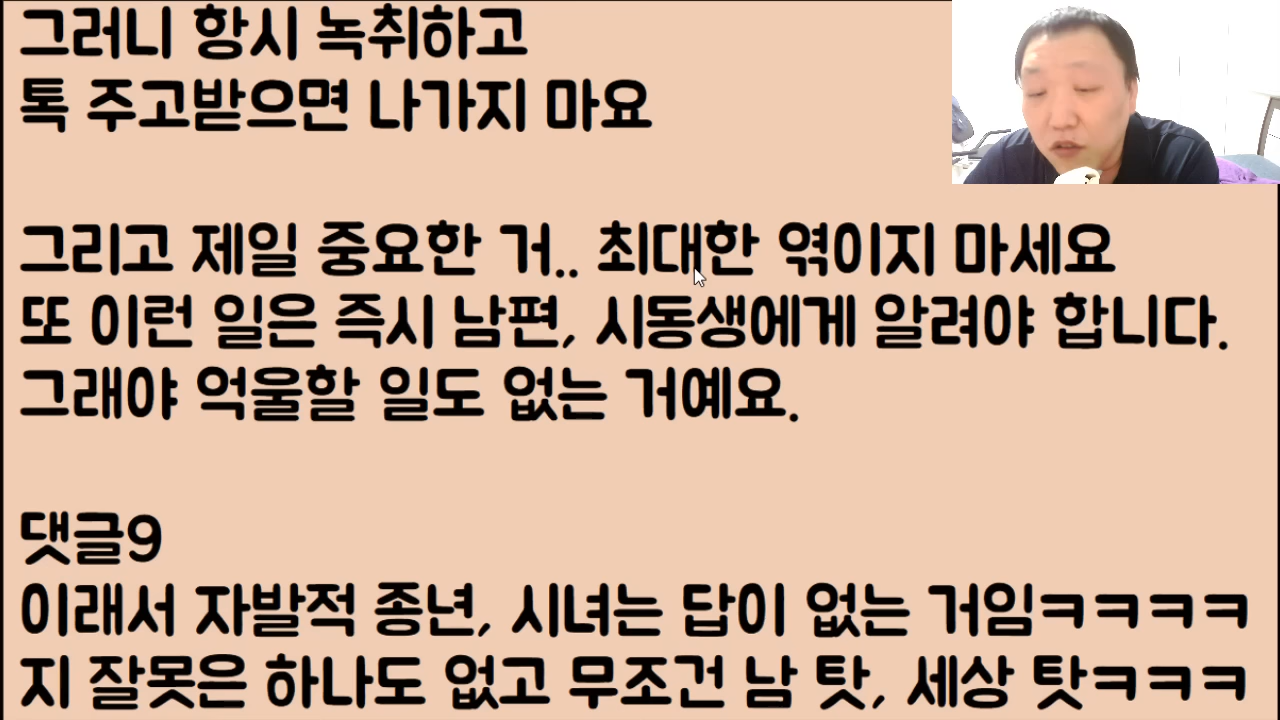 그러니 항시 녹취하고
톡 주고받으면 나가지 마요
그리고 제일 중요한 거.. 최대한 엮이지 마세요
또 이런 일은 즉시 남편, 시동생에게 알려야 합니다.
그래야 억울할 일도 없는 거예요.
댓글9
이래서 자발적 종년, 시녀는 답이 없는 거임ㅋㅋㅋㅋ
지 잘못은 하나도 없고 무조건 남 탓, 세상 탓ㅋㅋㅋ